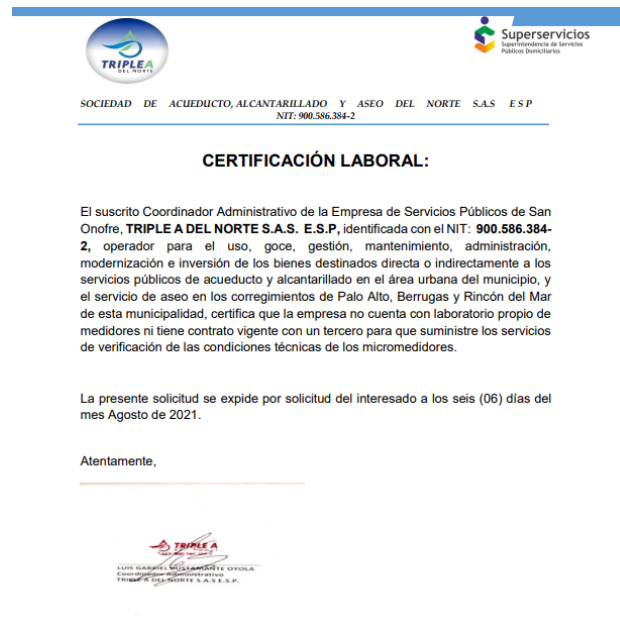 TRIPLEA
DEL NORTE
Superservicios
Superintendencia de Servicios
Públicos Domiciliarios
SOCIEDAD DE ACUEDUCTO, ALCANTARILLADO Y ASEO DEL NORTE S.A.S E S P
NIT: 900.586.384-2
CERTIFICACIÓN LABORAL:
El suscrito Coordinador Administrativo de la Empresa de Servicios Públicos de San
Onofre, TRIPLE A DEL NORTE S.A.S. E.S.P, identificada con el NIT: 900.586.384-
2, operador para el uso, goce, gestión, mantenimiento, administración,
modernización e inversión de los bienes destinados directa o indirectamente a los
servicios públicos de acueducto y alcantarillado en el área urbana del municipio, y
el servicio de aseo en los corregimientos de Palo Alto, Berrugas y Rincón del Mar
de esta municipalidad, certifica que la empresa no cuenta con laboratorio propio de
medidores ni tiene contrato vigente con un tercero para que suministre los servicios
de verificación de las condiciones técnicas de los micromedidores.
La presente solicitud se expide por solicitud del interesado a los seis (06) días del
mes Agosto de 2021.
Atentamente,
TRIPLE A
LUIS GABRIEL BUSTAMANTE OYOLA
Coordinador Administrativo
TRIPLE A DEL NORTE S.A.S E.S.P.